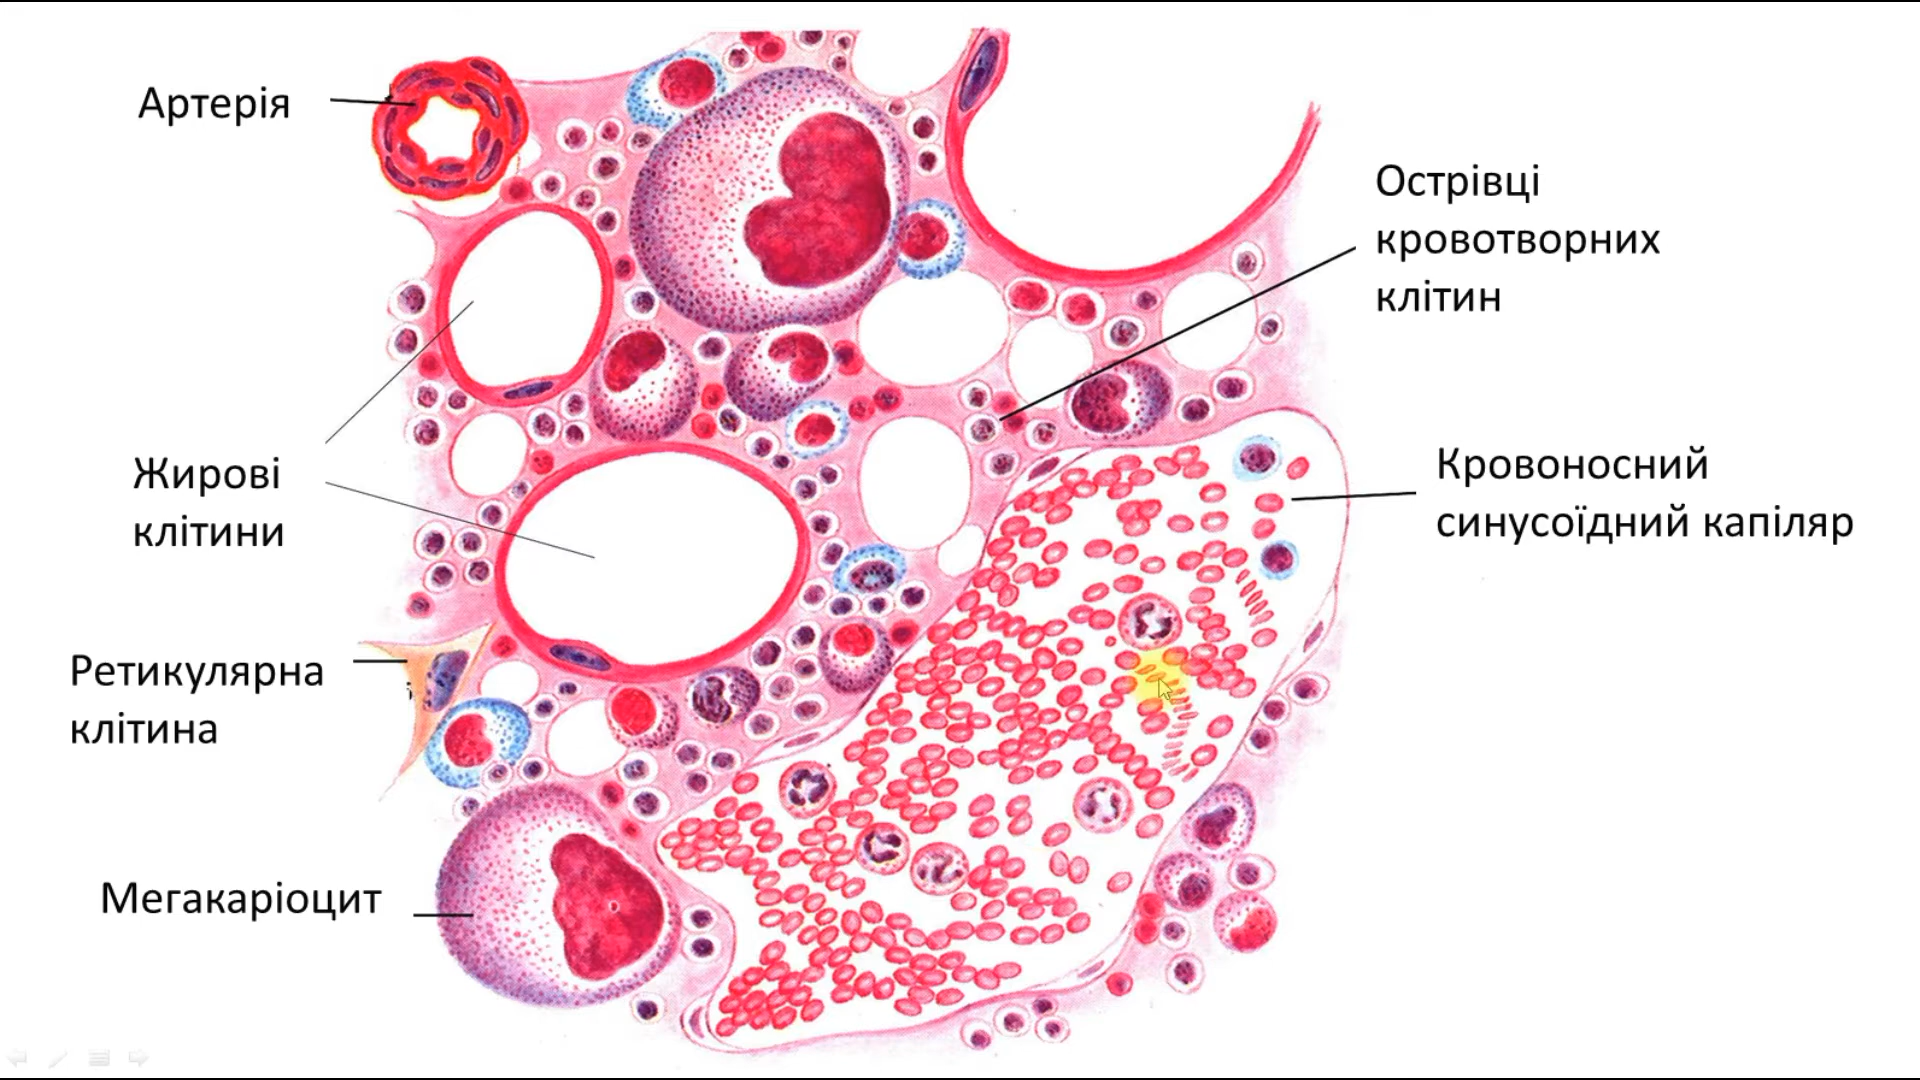 Артерія
Острівці
кровотворних
клітин
Жирові
клітини
Кровоносний
синусоїдний капіляр
Ретикулярна
клітина
Мегакаріоцит